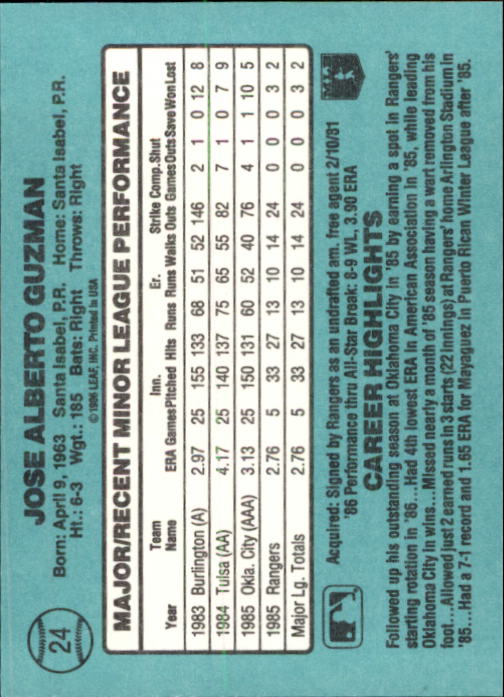 24
JOSE ALBERTO GUZMAN
Born: April 9, 1963 Santa Isabel, P.R. Home: Santa Isabel, P.R.
Ht.: 6-3 Wgt.: 185 Bats: Right Throws: Right
©1986 LEAF, INC. Printed in USA
MAJOR/RECENT MINOR LEAGUE PERFORMANCE
Team Inn. Er. Strike Comp. Shut
Year Name ERA Games Pitched Hits Runs Runs Walks Outs Games Outs Save Won Lost
1983 Burlington (A) 2.97 25 155 133 68 51 52 146 2 1 0 12 8
1984 Tulsa (AA) 4.17 25 140 137 75 65 55 82 7 1 0 7 9
1985 Okla. City (AAA) 3.13 25 150 131 60 52 40 76 4 1 1 10 5
1985 Rangers 2.76 5 33 27 13 10 14 24 0 0 0 3 2
Major Lg. Totals 2.76 5 33 27 13 10 14 24 0 0 0 3 2
Acquired: Signed by Rangers as an undrafted am. free agent 2/10/81
'86 Performance thru All-Star Break: 8-9 WL, 3.90 ERA
CAREER HIGHLIGHTS
Followed up his outstanding season at Oklahoma City in '85 by earning a spot in Rangers'
starting rotation in '86...Had 4th lowest ERA in American Association in '85, while leading
Oklahoma City in wins...Missed nearly a month of '85 season having a wart removed from his
foot...Allowed just 2 earned runs in 3 starts (22 innings) at Rangers' home Arlington Stadium in
'85...Had a 7-1 record and 1.65 ERA for Mayaguez in Puerto Rican Winter League after '85.